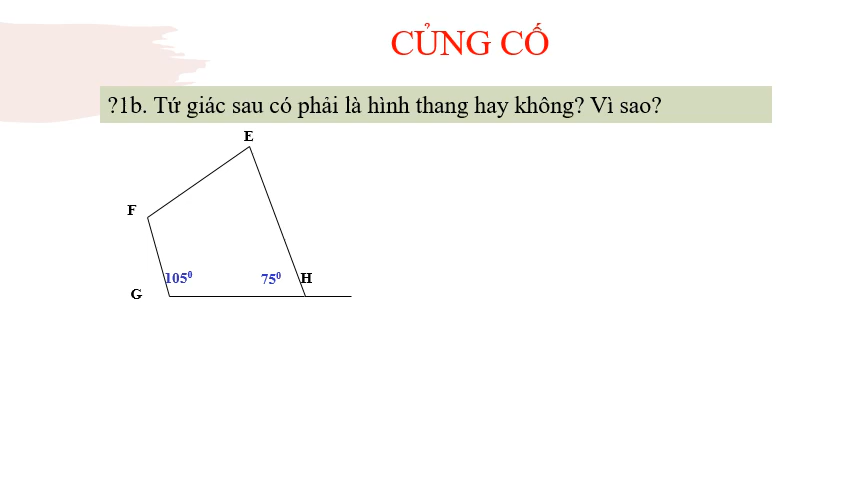 CỦNG CỐ
?1b. Tứ giác sau có phải là hình thang hay không? Vì sao?
E
F
105⁰ 75⁰ H
G